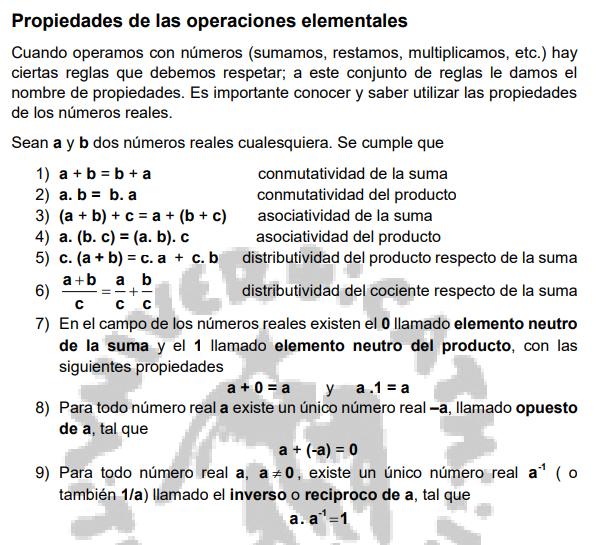 Propiedades de las operaciones elementales
Cuando operamos con números (sumamos, restamos, multiplicamos, etc.) hay
ciertas reglas que debemos respetar; a este conjunto de reglas le damos el
nombre de propiedades. Es importante conocer y saber utilizar las propiedades
de los números reales.
Sean a y b dos números reales cualesquiera. Se cumple que
1) a + b = b + a conmutatividad de la suma
2) a. b = b. a conmutatividad del producto
3) (a + b) + c = a + (b + c) asociatividad de la suma
4) a. (b. c) = (a. b). c asociatividad del producto
5) c. (a + b) = c. a + c. b distributividad del producto respecto de la suma
6) (a+b)/c = a/c + b/c distributividad del cociente respecto de la suma
7) En el campo de los números reales existen el 0 llamado elemento neutro
de la suma y el 1 llamado elemento neutro del producto, con las
siguientes propiedades
a + 0 = a y a .1 = a
8) Para todo número real a existe un único número real –a, llamado opuesto
de a, tal que
a + (-a) = 0
9) Para todo número real a, a ≠ 0, existe un único número real a⁻¹ ( o
también 1/a) llamado el inverso o reciproco de a, tal que
a. a⁻¹=1